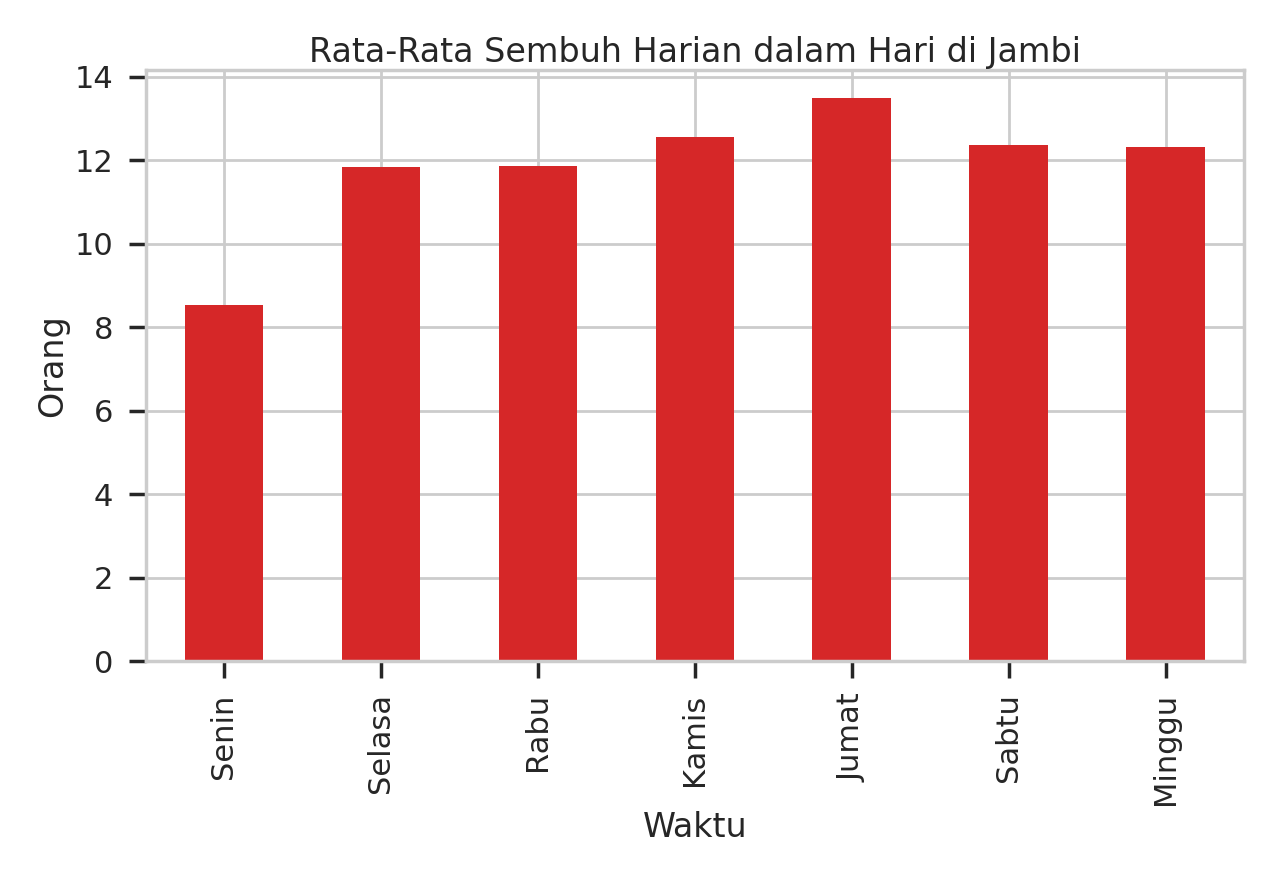 Rata-Rata Sembuh Harian dalam Hari di Jambi
14
12
10
8
6
4
2
0
Orang
Senin
Selasa
Rabu
Kamis
Jumat
Sabtu
Minggu
Waktu